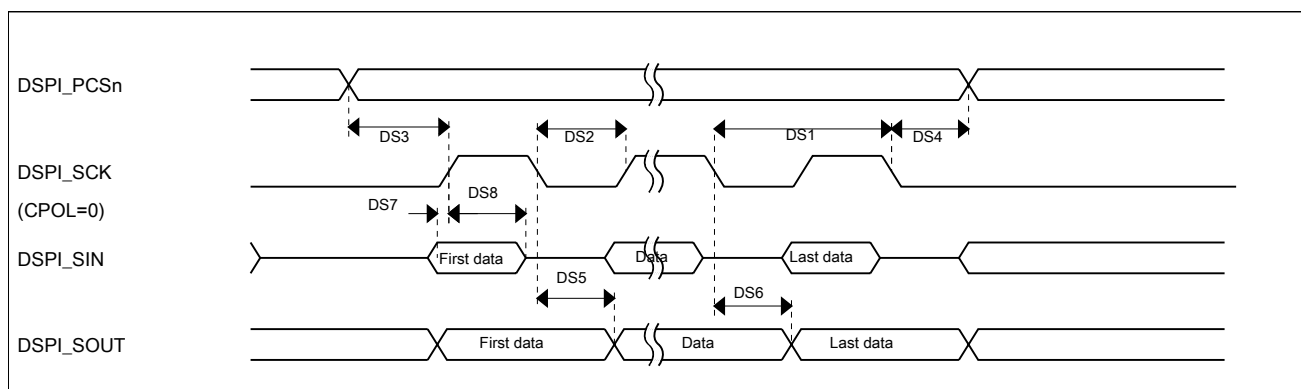 DSPI_PCSn
DS3
DS2
DS1
DS4
DSPI_SCK
(CPOL=0)
DS7
DS8
DSPI_SIN
First data
Data
Last data
DS5
DS6
DSPI_SOUT
First data
Data
Last data